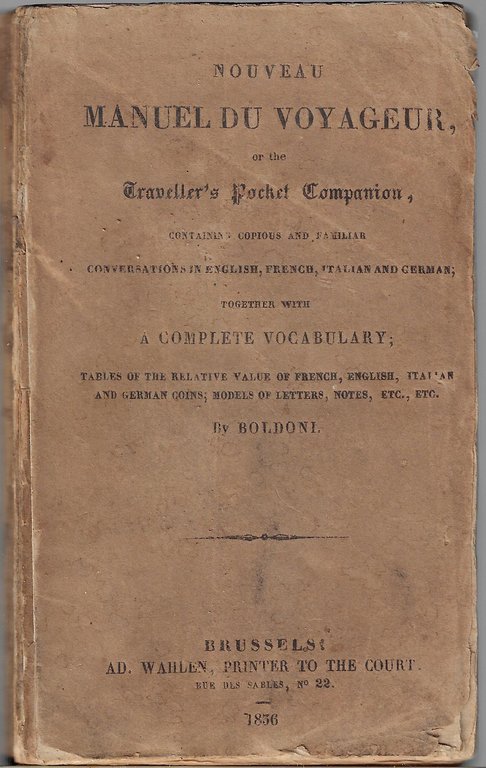 NOUVEAU
MANUEL DU VOYAGEUR,
or the
Traveller's Pocket Companion,
CONTAINING COPIOUS AND FAMILIAR
CONVERSATIONS IN ENGLISH, FRENCH, ITALIAN AND GERMAN;
TOGETHER WITH
A COMPLETE VOCABULARY;
TABLES OF THE RELATIVE VALUE OF FRENCH, ENGLISH, ITALIAN
AND GERMAN COINS; MODELS OF LETTERS, NOTES, ETC., ETC.
By BOLDONI.
BRUSSELS:
AD. WAHLEN, PRINTER TO THE COURT.
RUE DES SABLES, Nº 22.
1836